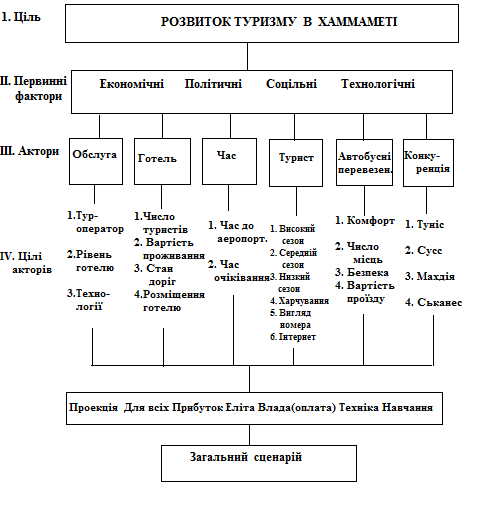 1. Ціль
РОЗВИТОК ТУРИЗМУ В ХАММАМЕТІ
ІІ. Первинні
фактори
Економічні Політичні Соцільні Технологічні
ІІІ. Актори
Обслуга
Готель
Час
Турист
Автобусні
перевезен.
Конку-
ренція
IV. Цілі
акторів
1.Тур-
оператор
2.Рівень
готелю
3.Техно-
логії
1.Число
туристів
2. Вартість
проживання
3. Стан
доріг
4.Розміщення
готелю
1. Час до
аеропорт.
2. Час
очіківання
1. Високий
сезон
2. Середній
сезон
3. Низкий
сезон
4. Харчування
5. Вигляд
номера
6. Інтернет
1. Комфорт
2. Число
місць
3. Безпека
4. Вартість
проїзду
1. Туніс
2. Сусс
3. Махдія
4. Ськанес
Проекція Для всіх Прибуток Еліта Влада(оплата) Техніка Навчання
Загальний сценарій